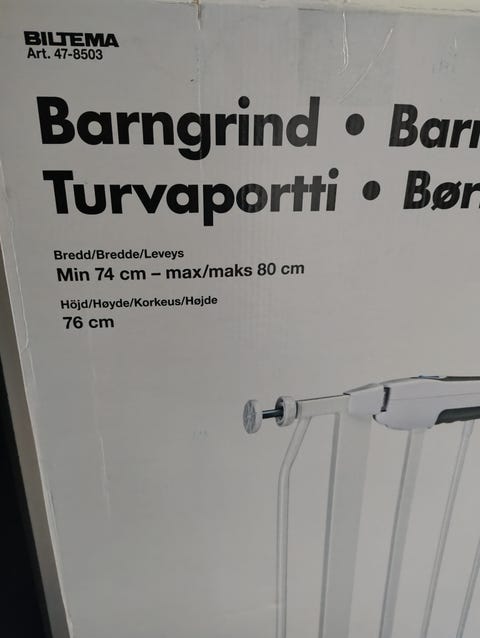 BILTEMA
Art. 47-8503
Barngrind •
Turvaportti •
Bredd/Bredde/Leveys
Min 74 cm – max/maks 80 cm
Höjd/Høyde/Korkeus/Højde
76 cm